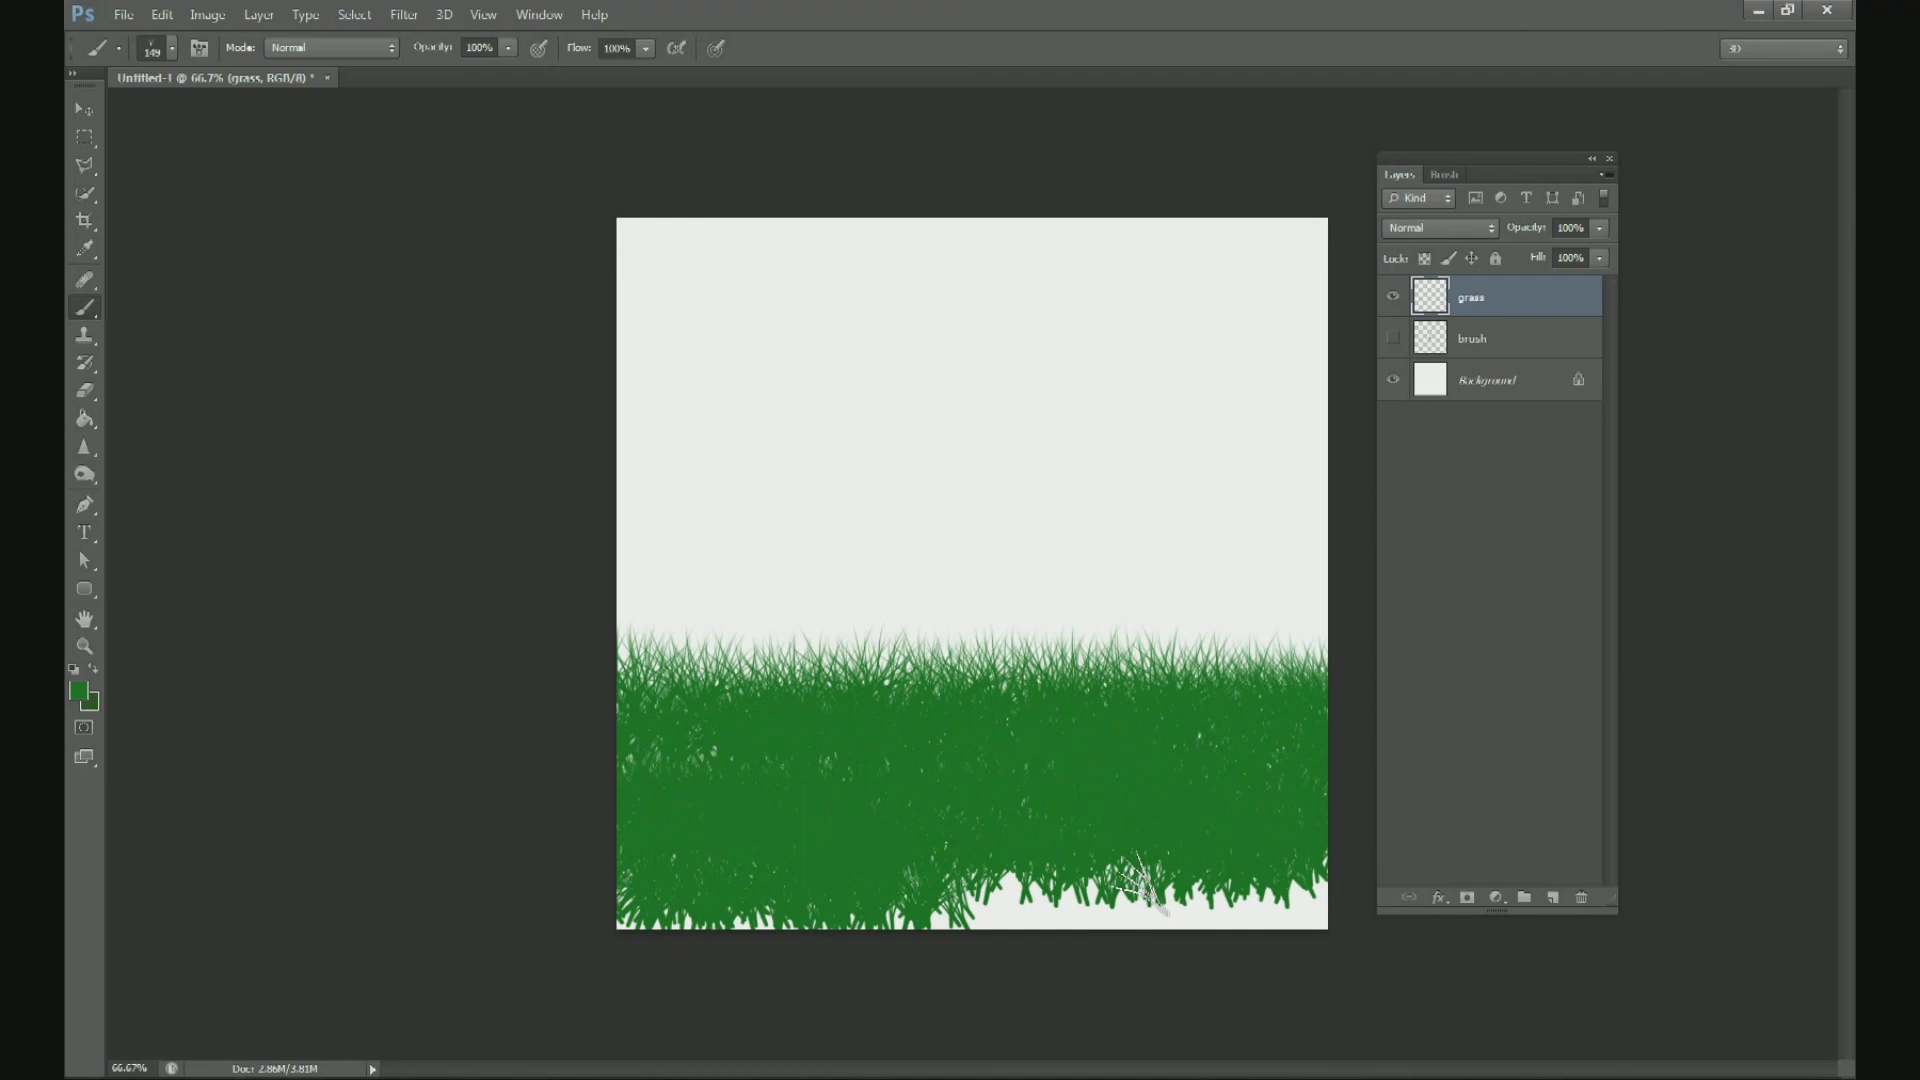 Ps File Edit Image Layer Type Select Filter 3D View Window Help
149 Mode: Normal Opacity: 100% Flow: 100% 3D
Untitled-1 @ 66.7% (grass, RGB/8) *
Layers Brush
Kind
Normal Opacity: 100%
Lock: Fill: 100%
grass
brush
Background
66.67% Doc: 2.86M/3.81M